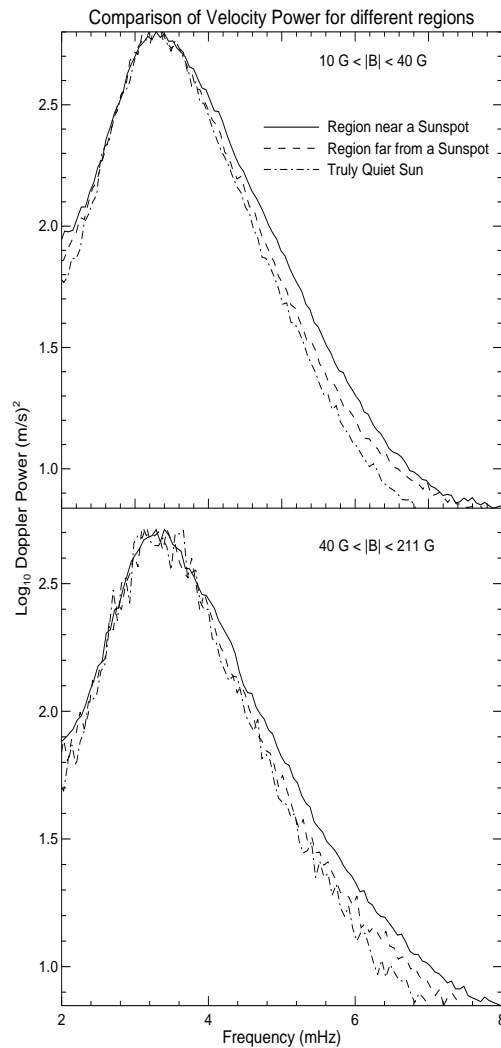 Comparison of Velocity Power for different regions
10 G < |B| < 40 G
Region near a Sunspot
Region far from a Sunspot
Truly Quiet Sun
2.5
2.0
1.5
1.0
Log₁₀ Doppler Power (m/s)²
40 G < |B| < 211 G
2.5
2.0
1.5
1.0
2 4 6 8
Frequency (mHz)